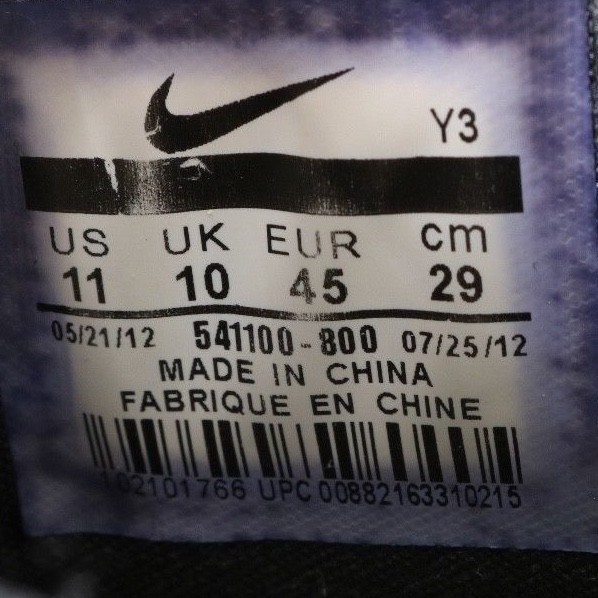 Y3
US UK EUR cm
11 10 45 29
05/21/12 541100-800 07/25/12
MADE IN CHINA
FABRIQUE EN CHINE
102101766 UPC 00882163310215